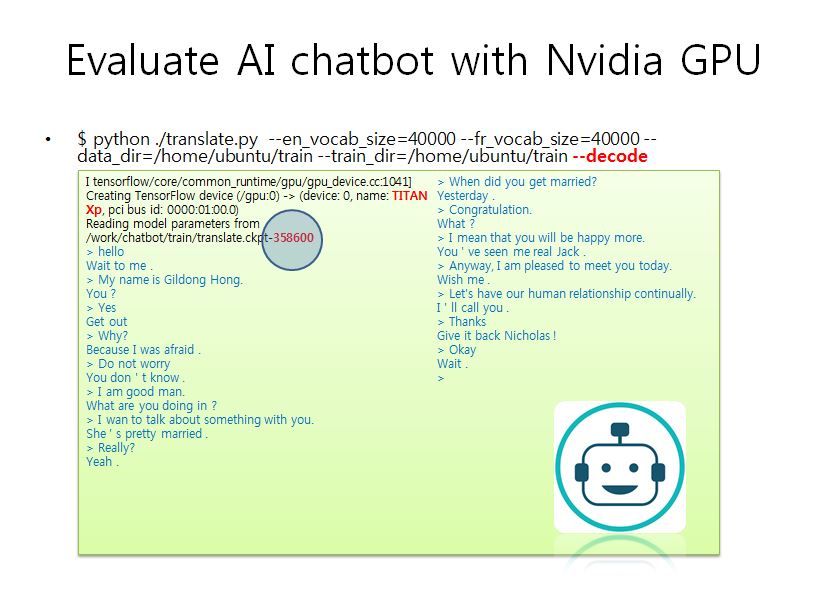 Evaluate AI chatbot with Nvidia GPU
• $ python ./translate.py --en_vocab_size=40000 --fr_vocab_size=40000 --
data_dir=/home/ubuntu/train --train_dir=/home/ubuntu/train --decode
I tensorflow/core/common_runtime/gpu/gpu_device.cc:1041]
Creating TensorFlow device (/gpu:0) -> (device: 0, name: TITAN
Xp, pci bus id: 0000:01:00.0)
Reading model parameters from
/work/chatbot/train/translate.ckpt-358600
> hello
Wait to me .
> My name is Gildong Hong.
You ?
> Yes
Get out
> Why?
Because I was afraid .
> Do not worry
You don ' t know .
> I am good man.
What are you doing in ?
> I wan to talk about something with you.
She ' s pretty married .
> Really?
Yeah .
> When did you get married?
Yesterday .
> Congratulation.
What ?
> I mean that you will be happy more.
You ' ve seen me real Jack .
> Anyway, I am pleased to meet you today.
Wish me .
> Let's have our human relationship continually.
I ' ll call you .
> Thanks
Give it back Nicholas !
> Okay
Wait .
>